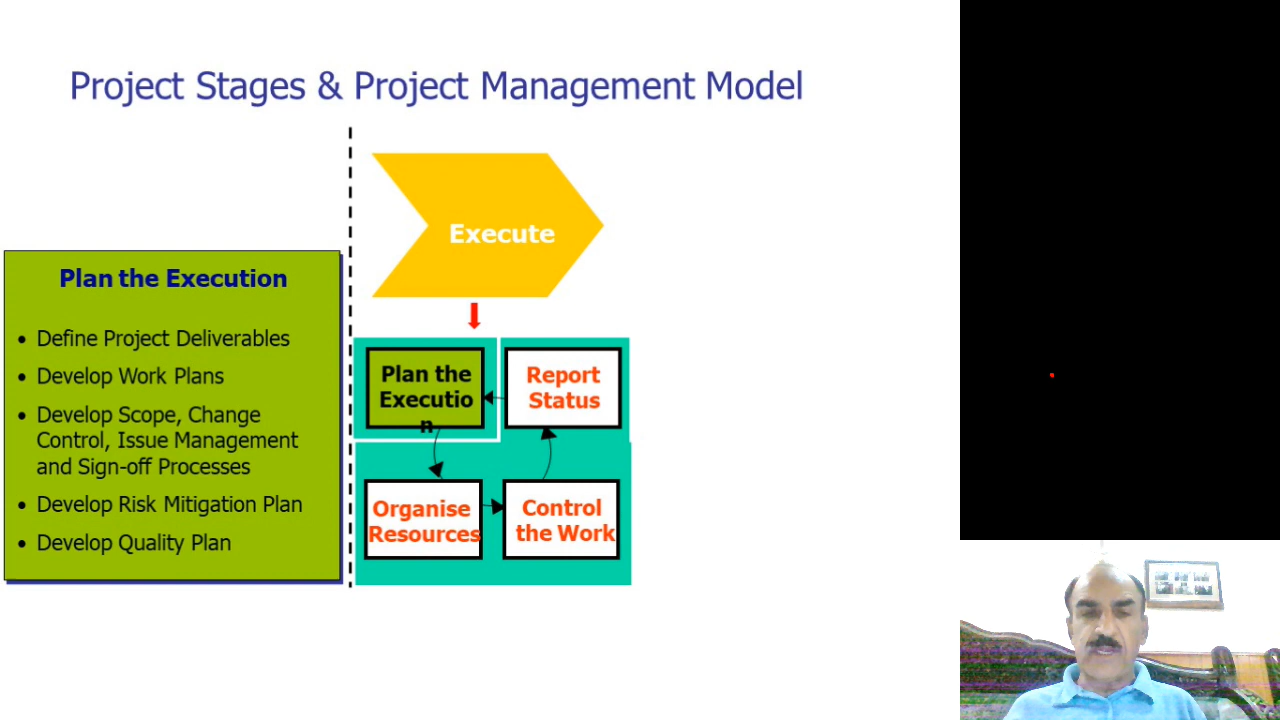 Project Stages & Project Management Model
Execute
Plan the Execution
• Define Project Deliverables
• Develop Work Plans
• Develop Scope, Change
Control, Issue Management
and Sign-off Processes
• Develop Risk Mitigation Plan
• Develop Quality Plan
Plan the
Executio
n
Report
Status
Organise
Resources
Control
the Work